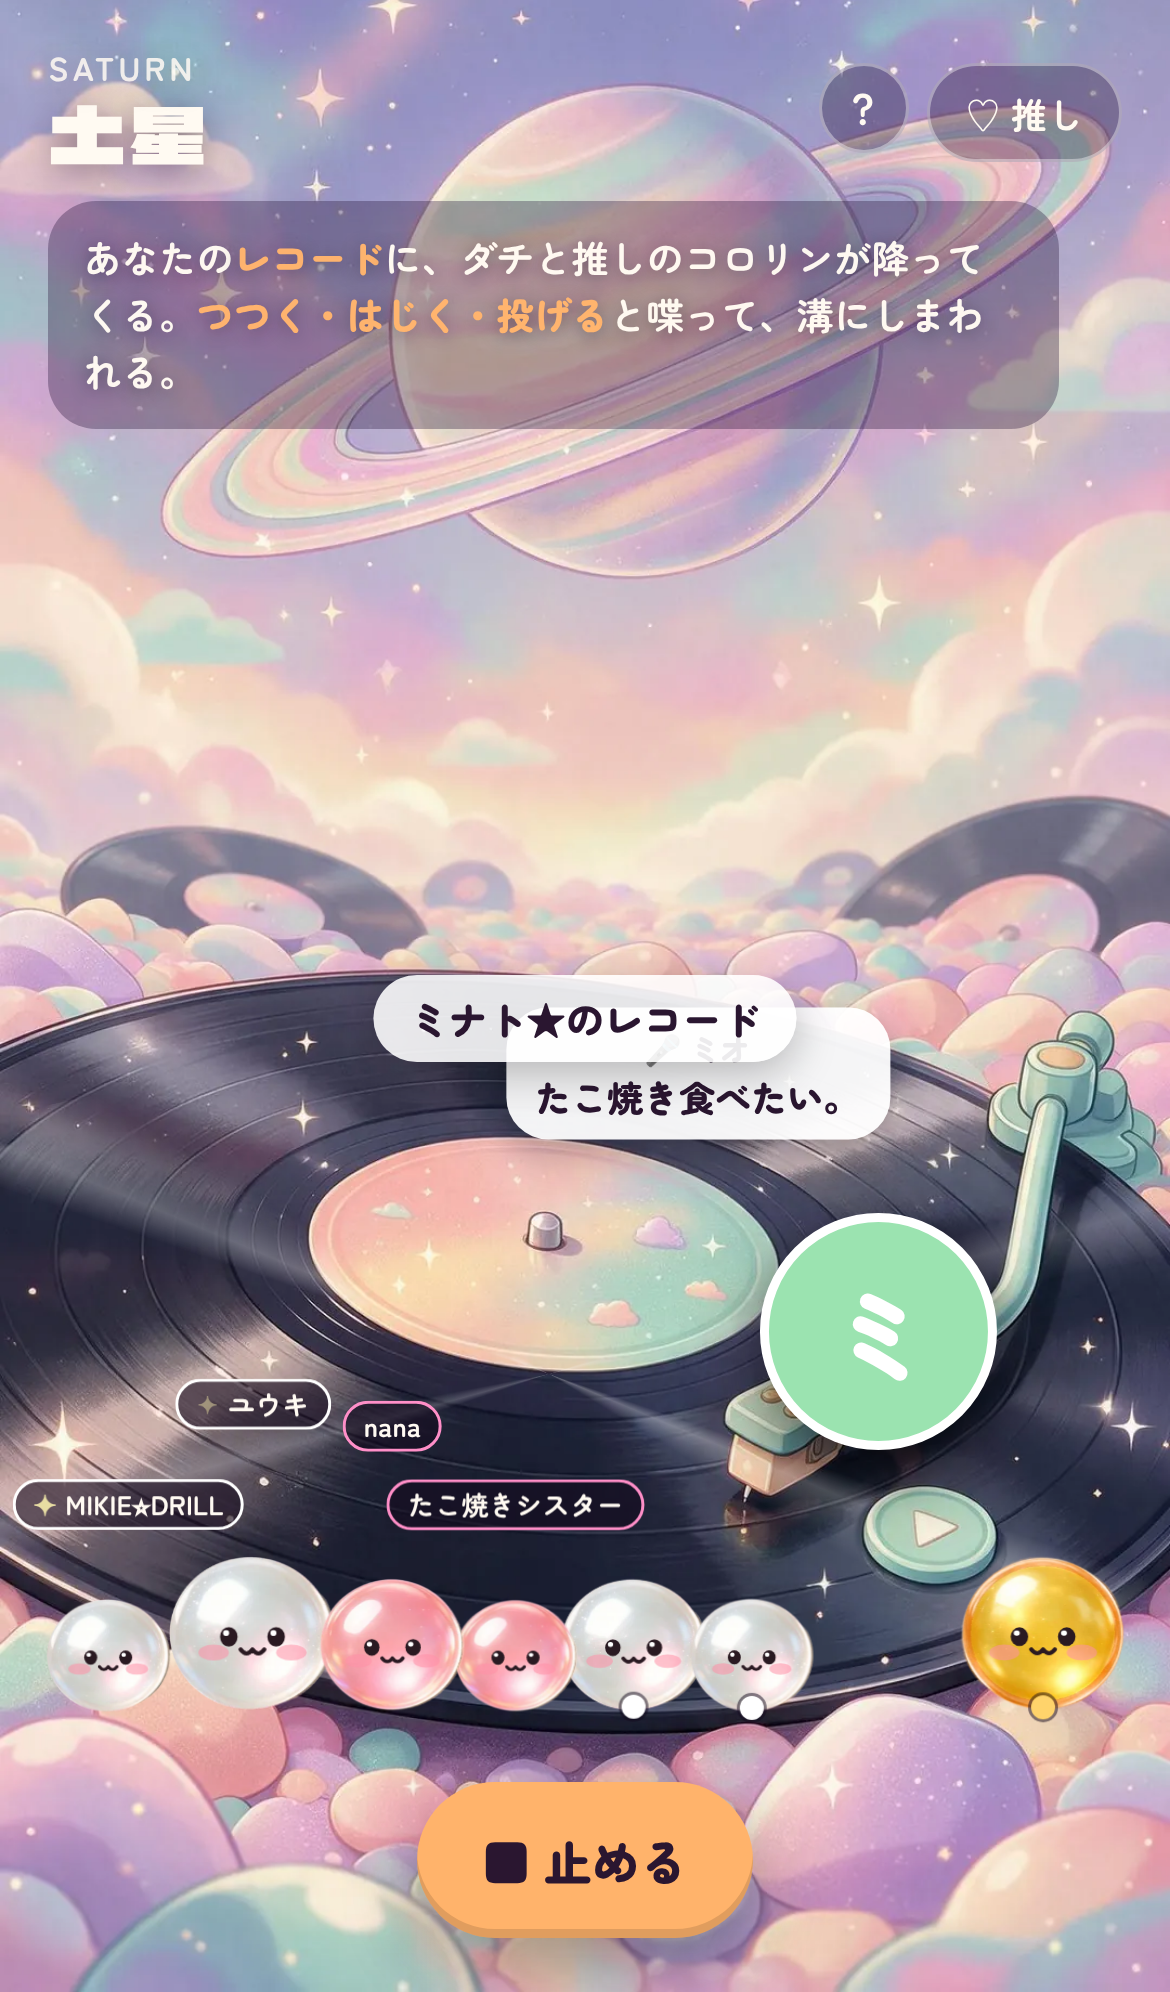 SATURN
土星
?
♡ 推し
あなたのレコードに、ダチと推しのコロリンが降って
くる。つつく・はじく・投げると喋って、溝にしまわ
れる。
ミナト★のレコード
ミオ
たこ焼き食べたい。
ミ
ユウキ
nana
MIKIE★DRILL
たこ焼きシスター
■ 止める